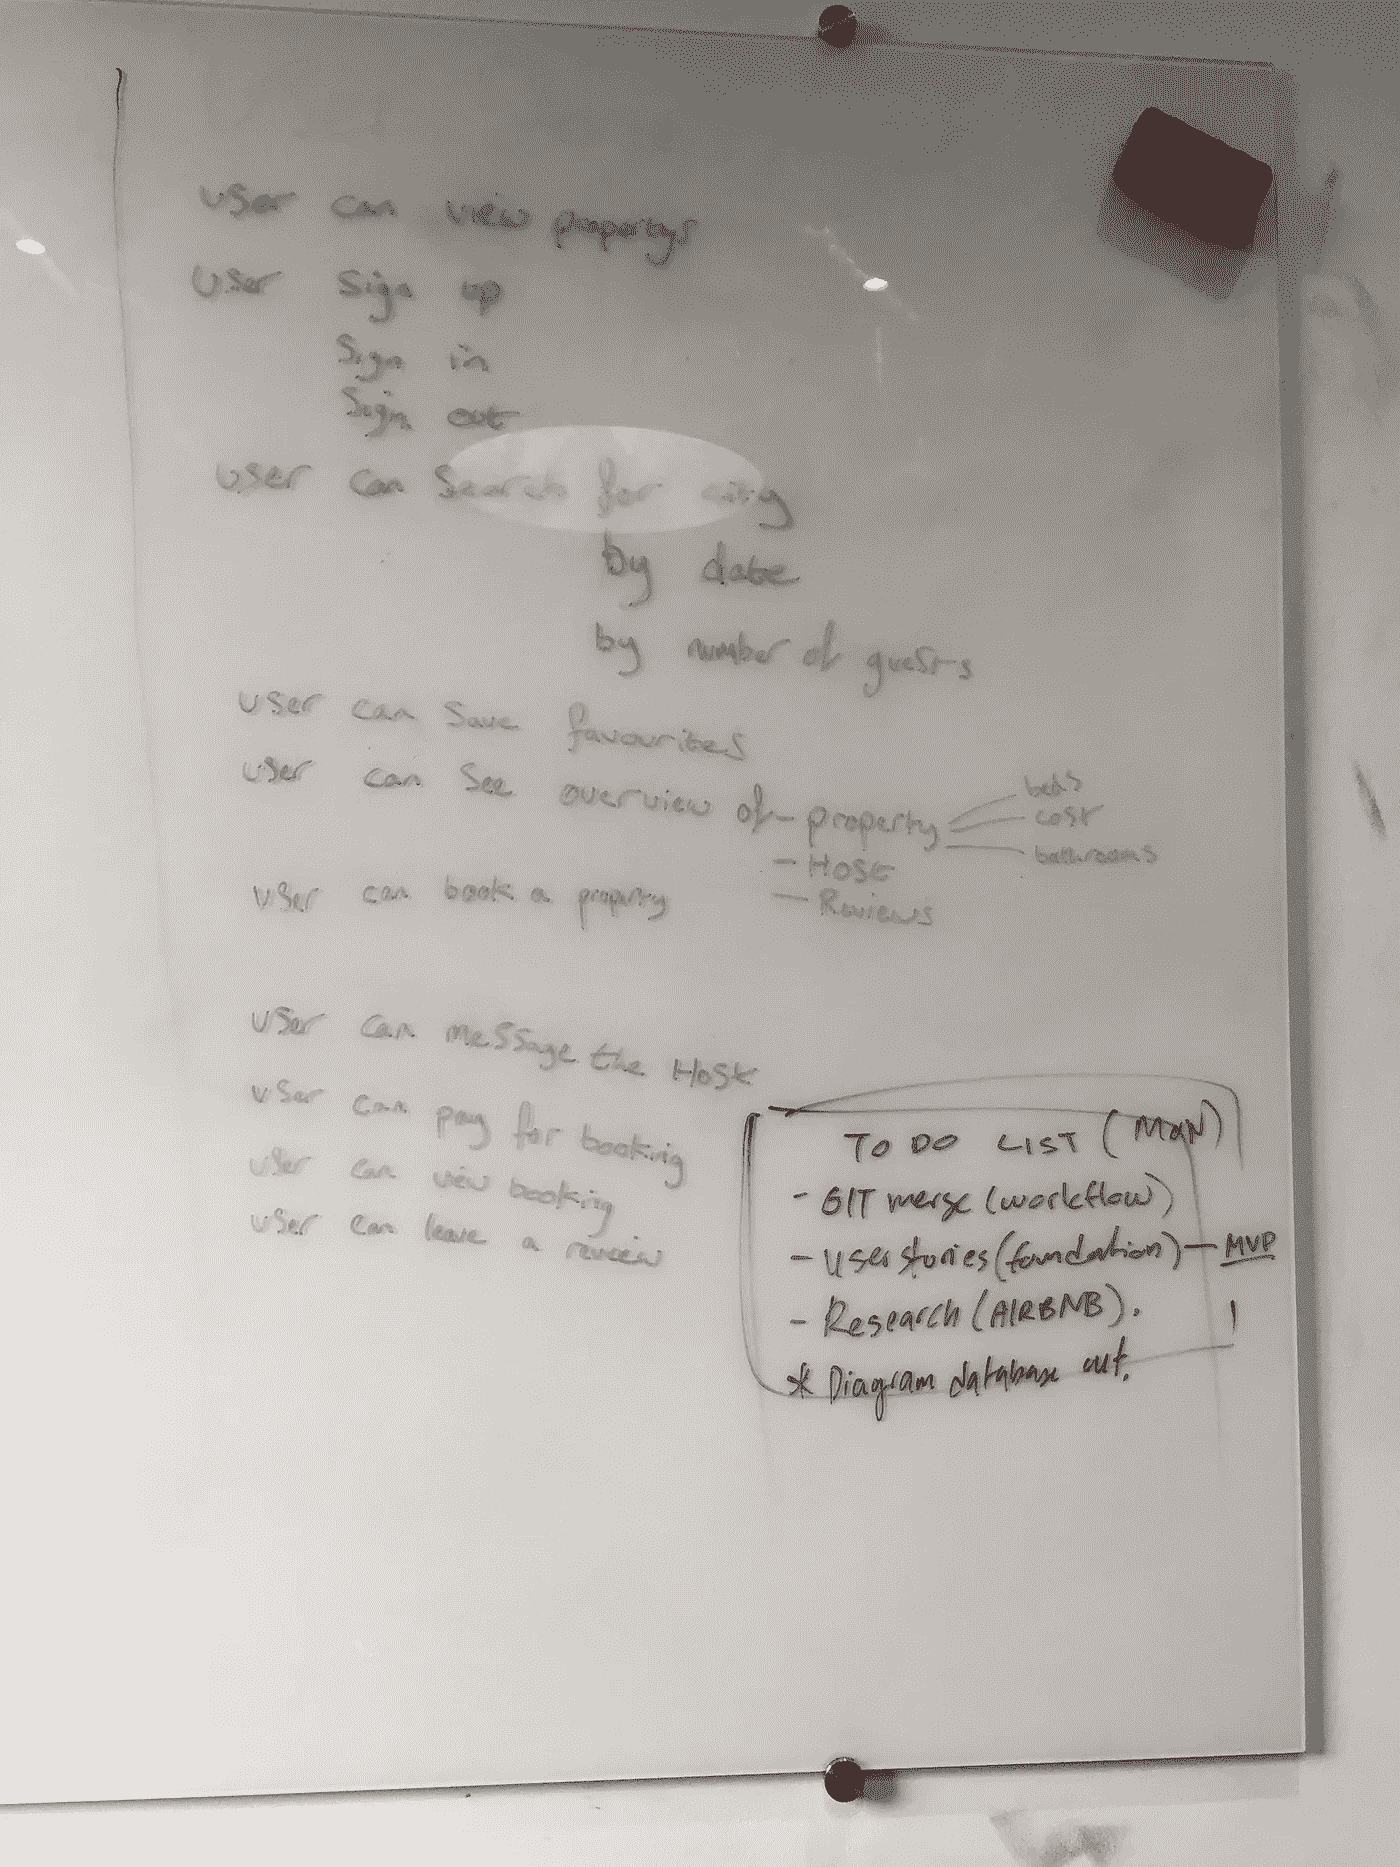 user can view propertys
User sign up
Sign in
Sign out
user can Search for city
by date
by number of guests
user can save favourites
user can see overview of - property
beds
cost
bathrooms
- Host
- Reviews
user can book a property
user can message the Host
user can pay for booking
user can view booking
user can leave a review
TO DO LIST (MON)
- GIT merge (workflow)
- User stories (foundation) - MVP
- Research (AIRBNB).
* Diagram database out.